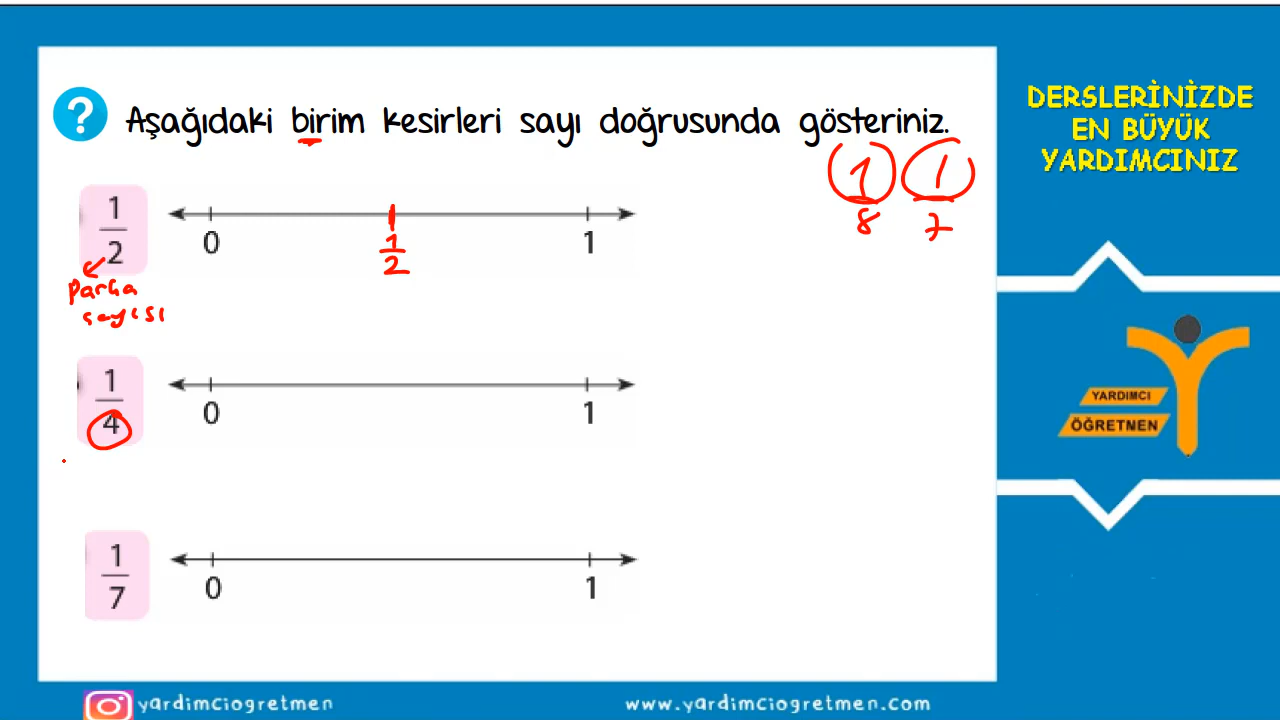 Aşağıdaki birim kesirleri sayı doğrusunda gösteriniz.
1/8 1/7
1/2
0 1/2 1
parça
sayısı
1/4
0 1
1/7
0 1
DERSLERİNİZDE
EN BÜYÜK
YARDIMCINIZ
YARDIMCI
ÖĞRETMEN
yardimciogretmen
www.yardimciogretmen.com